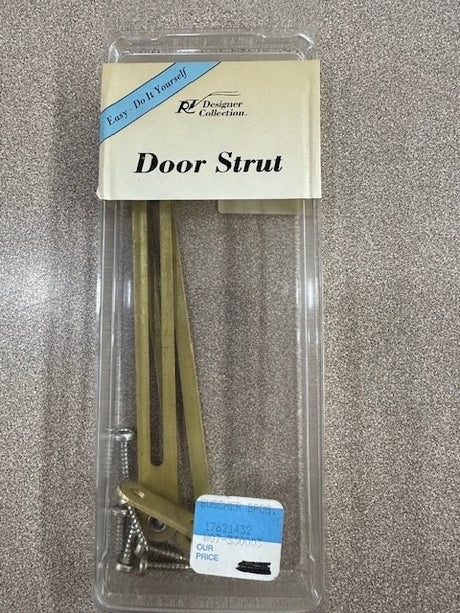 Easy - Do It Yourself
RV Designer
Collection
Door Strut
17621432
OUR
PRICE